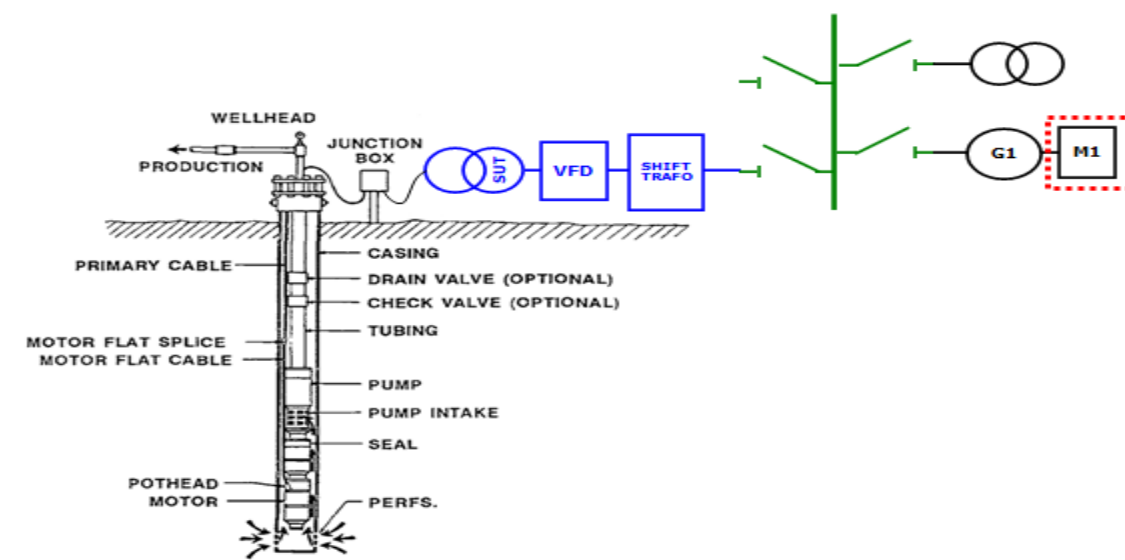 WELLHEAD
PRODUCTION
JUNCTION
BOX
SUT
VFD
SHIFT
TRAFO
G1
M1
PRIMARY CABLE
CASING
DRAIN VALVE (OPTIONAL)
CHECK VALVE (OPTIONAL)
TUBING
MOTOR FLAT SPLICE
MOTOR FLAT CABLE
PUMP
PUMP INTAKE
SEAL
POTHEAD
MOTOR
PERFS.